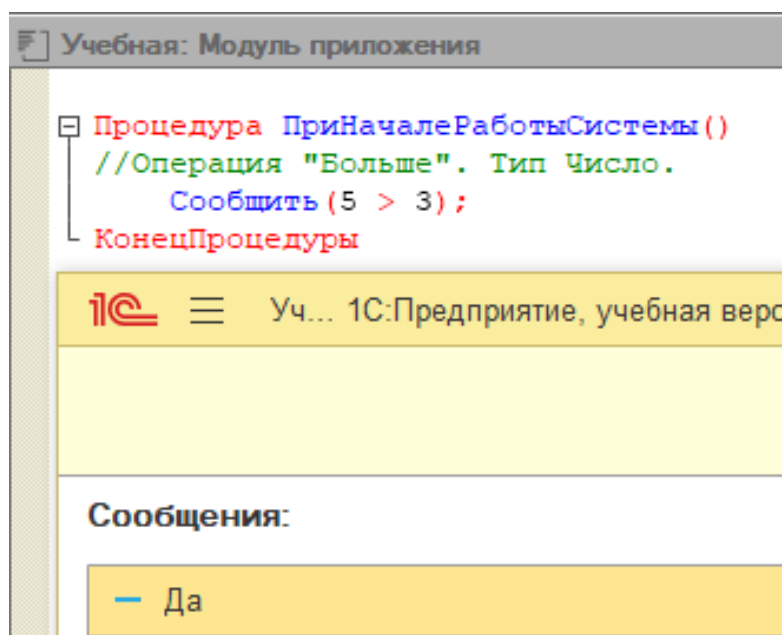 Учебная: Модуль приложения
Процедура ПриНачалеРаботыСистемы()
//Операция "Больше". Тип Число.
Сообщить(5 > 3);
КонецПроцедуры
1С Уч... 1С:Предприятие, учебная верс
Сообщения:
– Да